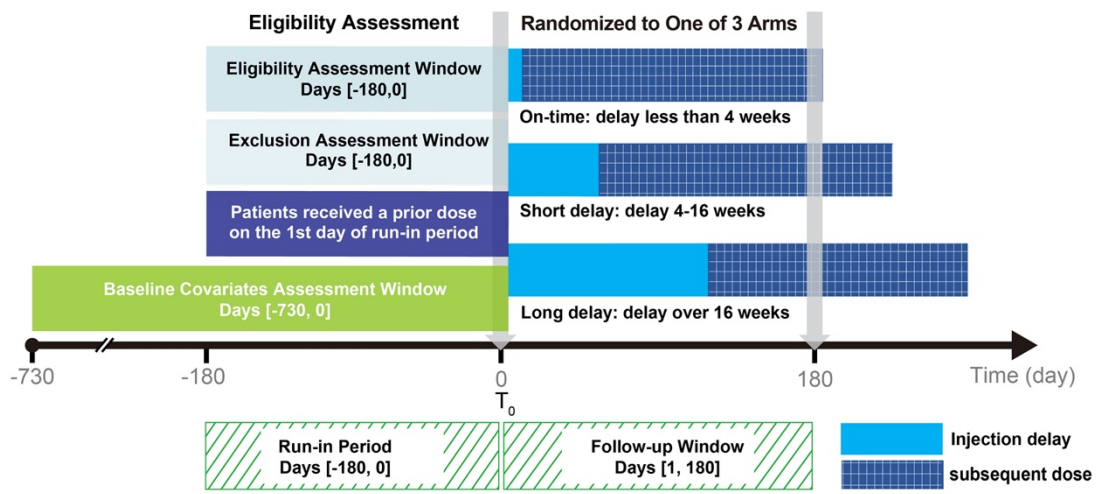 Eligibility Assessment
Randomized to One of 3 Arms
Eligibility Assessment Window
Days [-180,0]
On-time: delay less than 4 weeks
Exclusion Assessment Window
Days [-180,0]
Short delay: delay 4-16 weeks
Patients received a prior dose
on the 1st day of run-in period
Baseline Covariates Assessment Window
Days [-730, 0]
Long delay: delay over 16 weeks
-730
-180
0
180
Time (day)
T0
Run-in Period
Days [-180, 0]
Follow-up Window
Days [1, 180]
Injection delay
subsequent dose